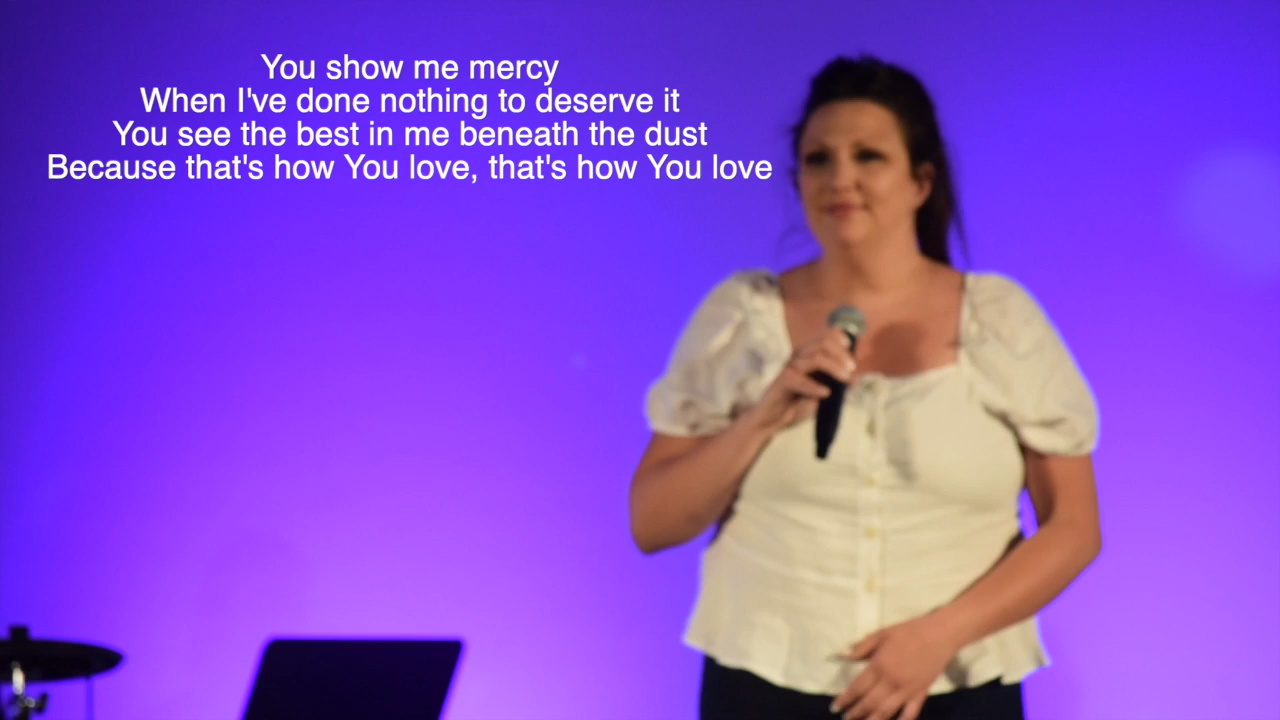 You show me mercy
When I've done nothing to deserve it
You see the best in me beneath the dust
Because that's how You love, that's how You love